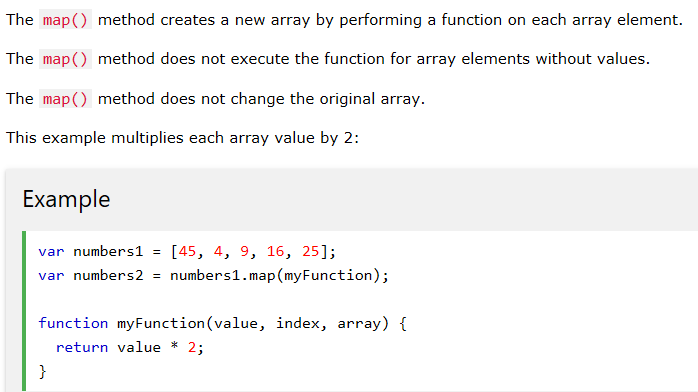 The map() method creates a new array by performing a function on each array element.
The map() method does not execute the function for array elements without values.
The map() method does not change the original array.
This example multiplies each array value by 2:
Example
var numbers1 = [45, 4, 9, 16, 25];
var numbers2 = numbers1.map(myFunction);
function myFunction(value, index, array) {
  return value * 2;
}